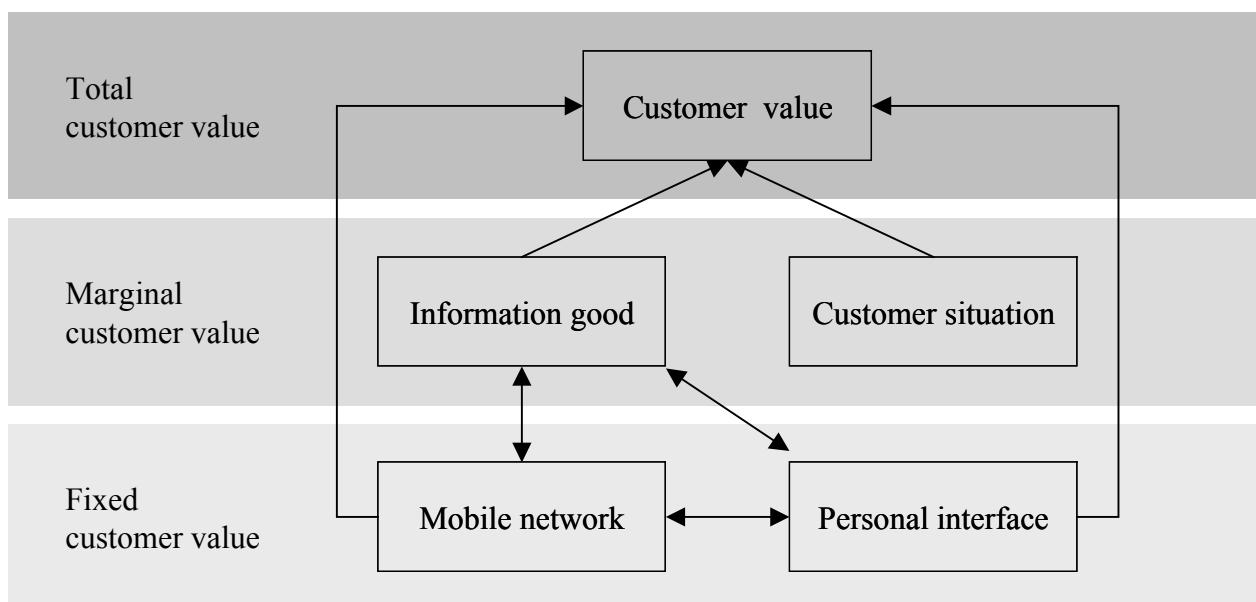 Total
customer value
Customer value
Marginal
customer value
Information good
Customer situation
Fixed
customer value
Mobile network
Personal interface